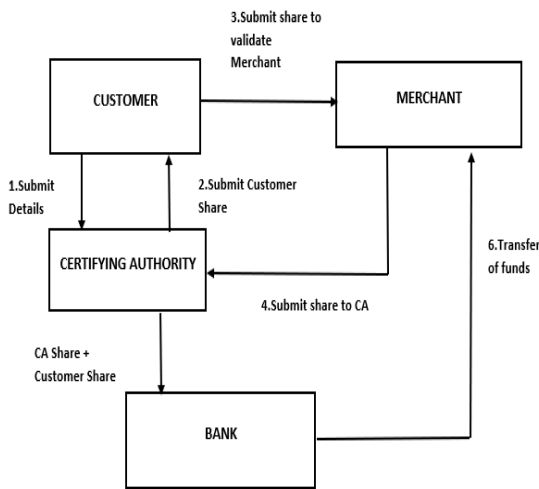 3.Submit share to
validate
Merchant
CUSTOMER
MERCHANT
1.Submit
Details
2.Submit Customer
Share
6.Transfer
of funds
CERTIFYING AUTHORITY
4.Submit share to CA
CA Share +
Customer Share
BANK